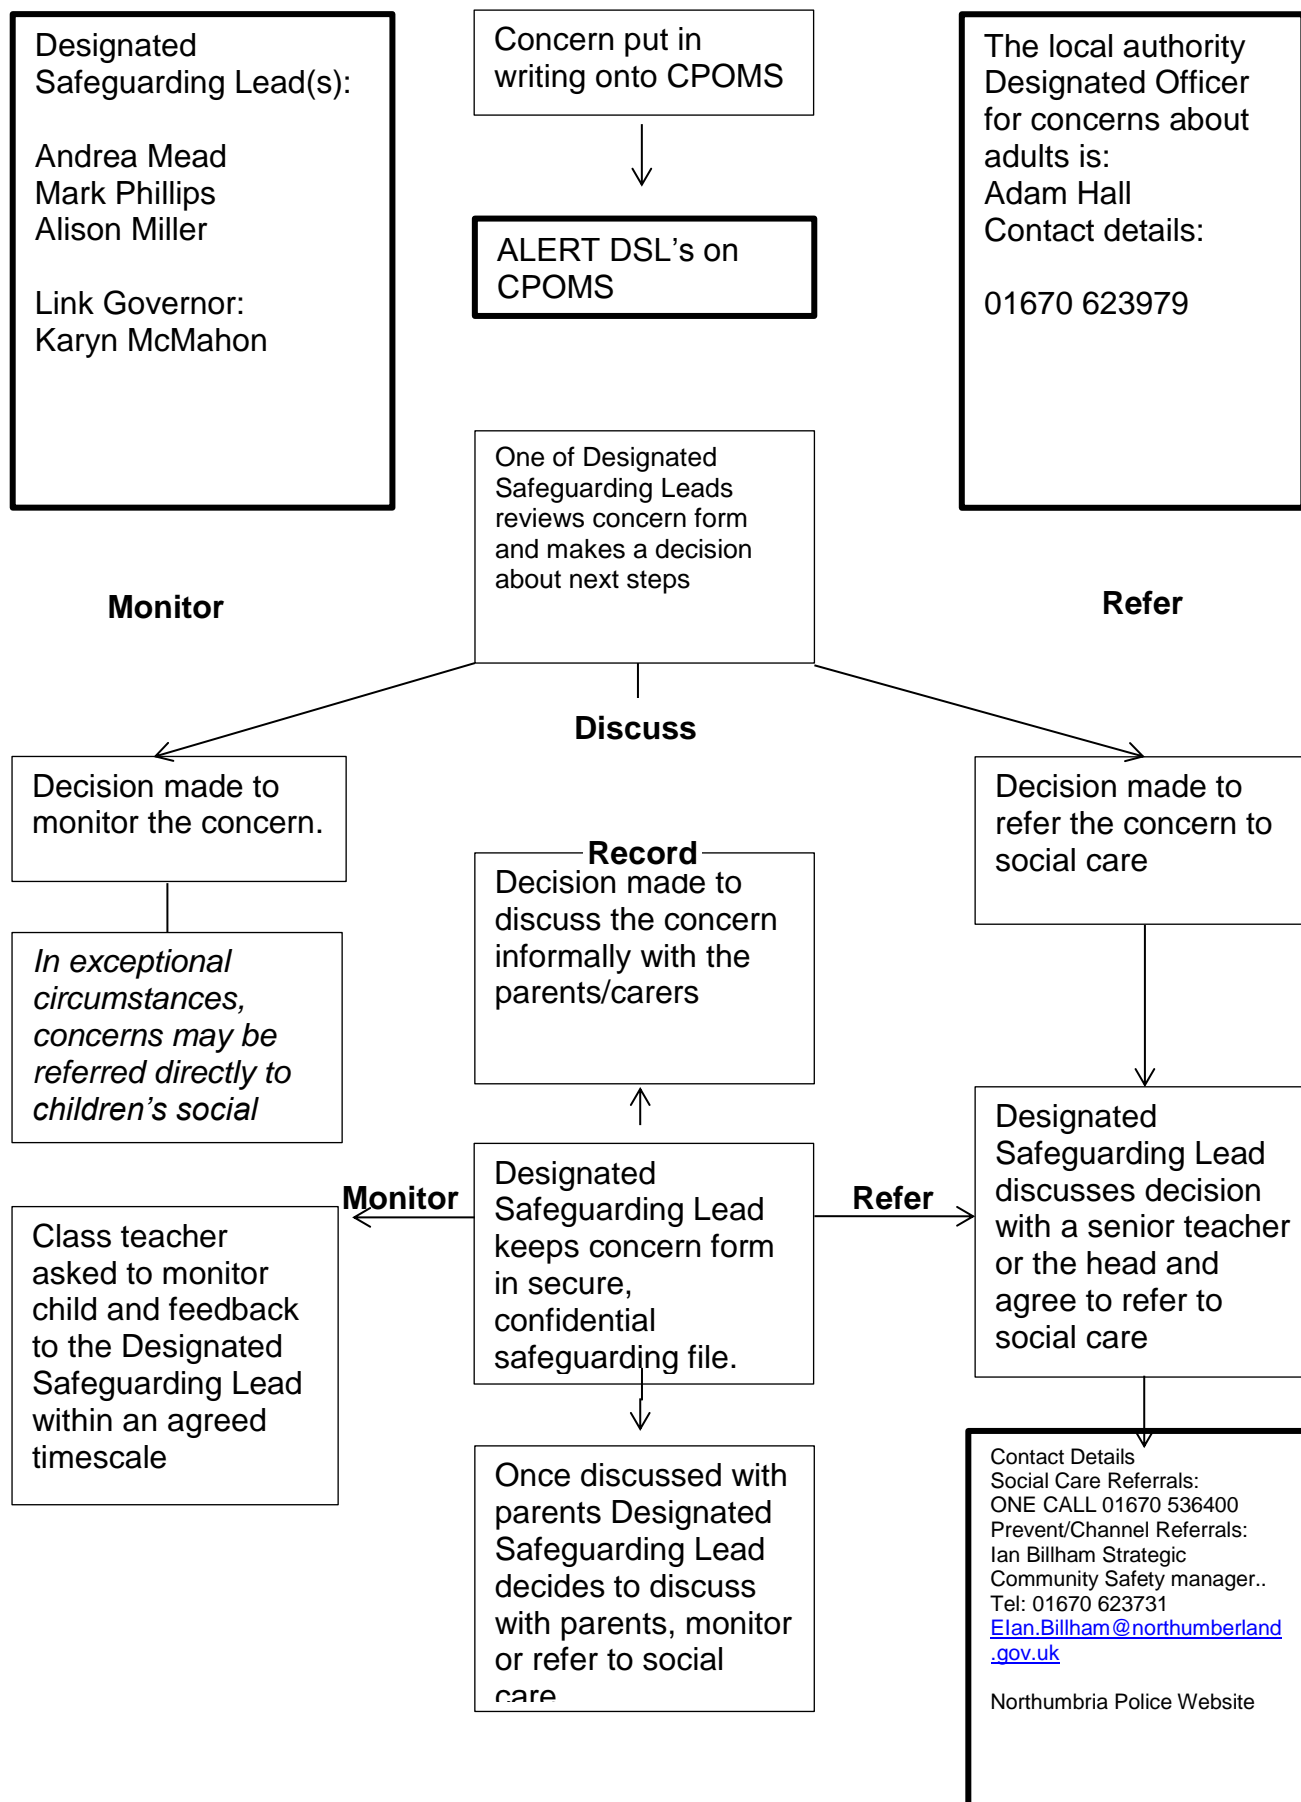 Designated
Safeguarding Lead(s):
Andrea Mead
Mark Phillips
Alison Miller
Link Governor:
Karyn McMahon
Concern put in
writing onto CPOMS
ALERT DSL's on
CPOMS
The local authority
Designated Officer
for concerns about
adults is:
Adam Hall
Contact details:
01670 623979
One of Designated
Safeguarding Leads
reviews concern form
and makes a decision
about next steps
Monitor
Refer
Discuss
Decision made to
monitor the concern.
In exceptional
circumstances,
concerns may be
referred directly to
children's social
Record
Decision made to
discuss the concern
informally with the
parents/carers
Decision made to
refer the concern to
social care
Monitor
Class teacher
asked to monitor
child and feedback
to the Designated
Safeguarding Lead
within an agreed
timescale
Designated
Safeguarding Lead
keeps concern form
in secure,
confidential
safeguarding file.
Refer
Designated
Safeguarding Lead
discusses decision
with a senior teacher
or the head and
agree to refer to
social care
Once discussed with
parents Designated
Safeguarding Lead
decides to discuss
with parents, monitor
or refer to social
care
Contact Details
Social Care Referrals:
ONE CALL 01670 536400
Prevent/Channel Referrals:
Ian Billham Strategic
Community Safety manager..
Tel: 01670 623731
EIan.Billham@northumberland
.gov.uk
Northumbria Police Website